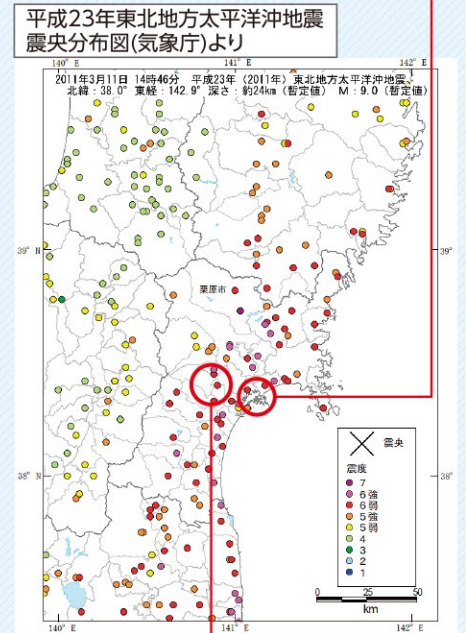 平成23年東北地方太平洋沖地震
震央分布図(気象庁)より
140°E
141°E
142°E
2011年3月11日 14時46分 平成23年(2011年)東北地方太平洋沖地震、
北緯:38.0° 東経:142.9° 深さ:約24km(暫定値) M:9.0(暫定値)
39°N
39°
栗原市
38°N
38°
震央
震度
7
6強
6弱
5強
5弱
4
3
2
1
0 25 50
km
140°E
141°E
142°E